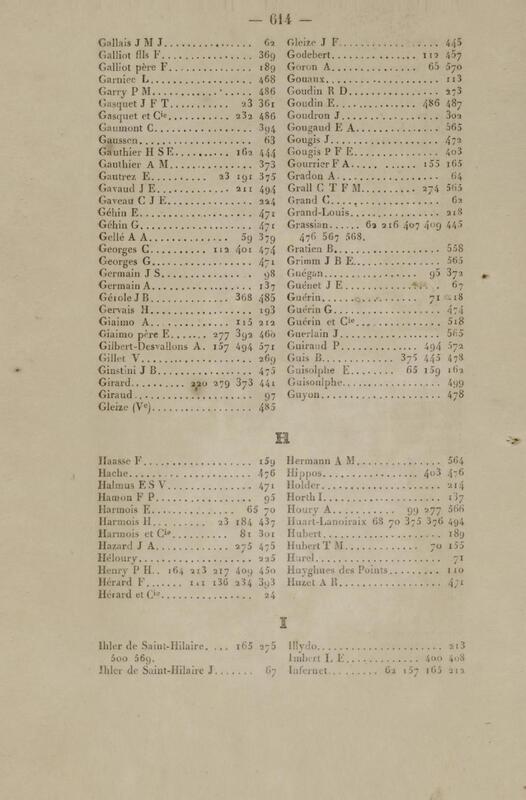 — 614 —
Gallais J M J................ 62
Galliot fils F................ 369
Galliot père F................ 189
Garniec L................ 468
Garry P M................ 486
Gasquet J F T.......... 23 361
Gasquet et Cie.......... 232 486
Gaumont C................ 394
Gaussen................ 63
Gauthier H S E.......... 162 444
Gauthier A M................ 373
Gautrez E.......... 23 191 375
Gavaud J E.......... 211 494
Gaveau C J E................ 224
Géhin E................ 471
Géhin G................ 471
Gellé A A.......... 59 379
Georges C.......... 112 401 474
Georges G................ 471
Germain J S................ 98
Germain A................ 137
Gérole J B.......... 368 485
Gervais H................ 193
Giaimo A.......... 115 212
Giaimo père E....... 277 392 460
Gilbert-Desvallons A. 157 494 571
Gillet V................ 269
Ginstini J B................ 475
Girard.......... 220 279 373 441
Giraud................ 97
Gleize (Ve)................ 485
Gleize J F................ 445
Godebert.......... 112 457
Goron A.......... 65 570
Gouaux................ 113
Goudin R D................ 273
Goudin E.......... 486 487
Goudron J................ 302
Gougaud E A................ 565
Gougis J................ 472
Gougis P F E................ 403
Gourrier F A.......... 155 165
Gradon A................ 64
Grall C T F M.......... 274 565
Grand C................ 62
Grand-Louis................ 218
Grassian...... 62 216 407 409 445
476 567 568.
Gratien B................ 558
Grimm J B E................ 565
Guégan.......... 95 372
Guénet J E................ 67
Guérin.......... 71 218
Guérin G................ 474
Guérin et Cie................ 518
Guerlain J................ 565
Guiraud P.......... 494 572
Guis B.......... 375 445 478
Guisolphe E....... 65 159 162
Guisoulphe................ 499
Guyon................ 478
H
Haasse F................ 159
Hache................ 476
Halmus E S V................ 471
Hamon F P................ 95
Harmois E.......... 65 70
Harmois H.......... 23 184 437
Harmois et Cie.......... 81 301
Hazard J A.......... 275 475
Héloury................ 225
Henry P H.. 164 213 217 409 450
Hérard F...... 111 136 234 393
Hérard et Cie................ 24
Hermann A M................ 564
Hippos.......... 403 476
Holder................ 214
Horth I................ 137
Houry A.......... 99 277 566
Huart-Lanoiraix 68 70 375 376 494
Hubert................ 189
Hubert T M.......... 70 155
Hurel................ 71
Huyghues des Points......... 110
Huzet A R................ 471
I
Ihler de Saint-Hilaire. ... 165 275
500 569.
Ihler de Saint-Hilaire J....... 67
Illydo................ 213
Imbert L E.......... 400 408
Infernet......... 62 157 165 212